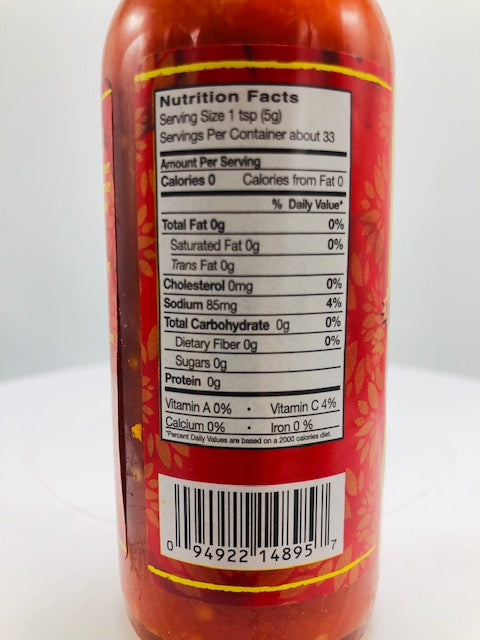 Nutrition Facts
Serving Size 1 tsp (5g)
Servings Per Container about 33
Amount Per Serving
Calories 0 Calories from Fat 0
% Daily Value*
Total Fat 0g 0%
Saturated Fat 0g 0%
Trans Fat 0g
Cholesterol 0mg 0%
Sodium 85mg 4%
Total Carbohydrate 0g 0%
Dietary Fiber 0g 0%
Sugars 0g
Protein 0g
Vitamin A 0% · Vitamin C 4%
Calcium 0% · Iron 0 %
*Percent Daily Values are based on a 2000 calories diet.
0 94922 14895 7